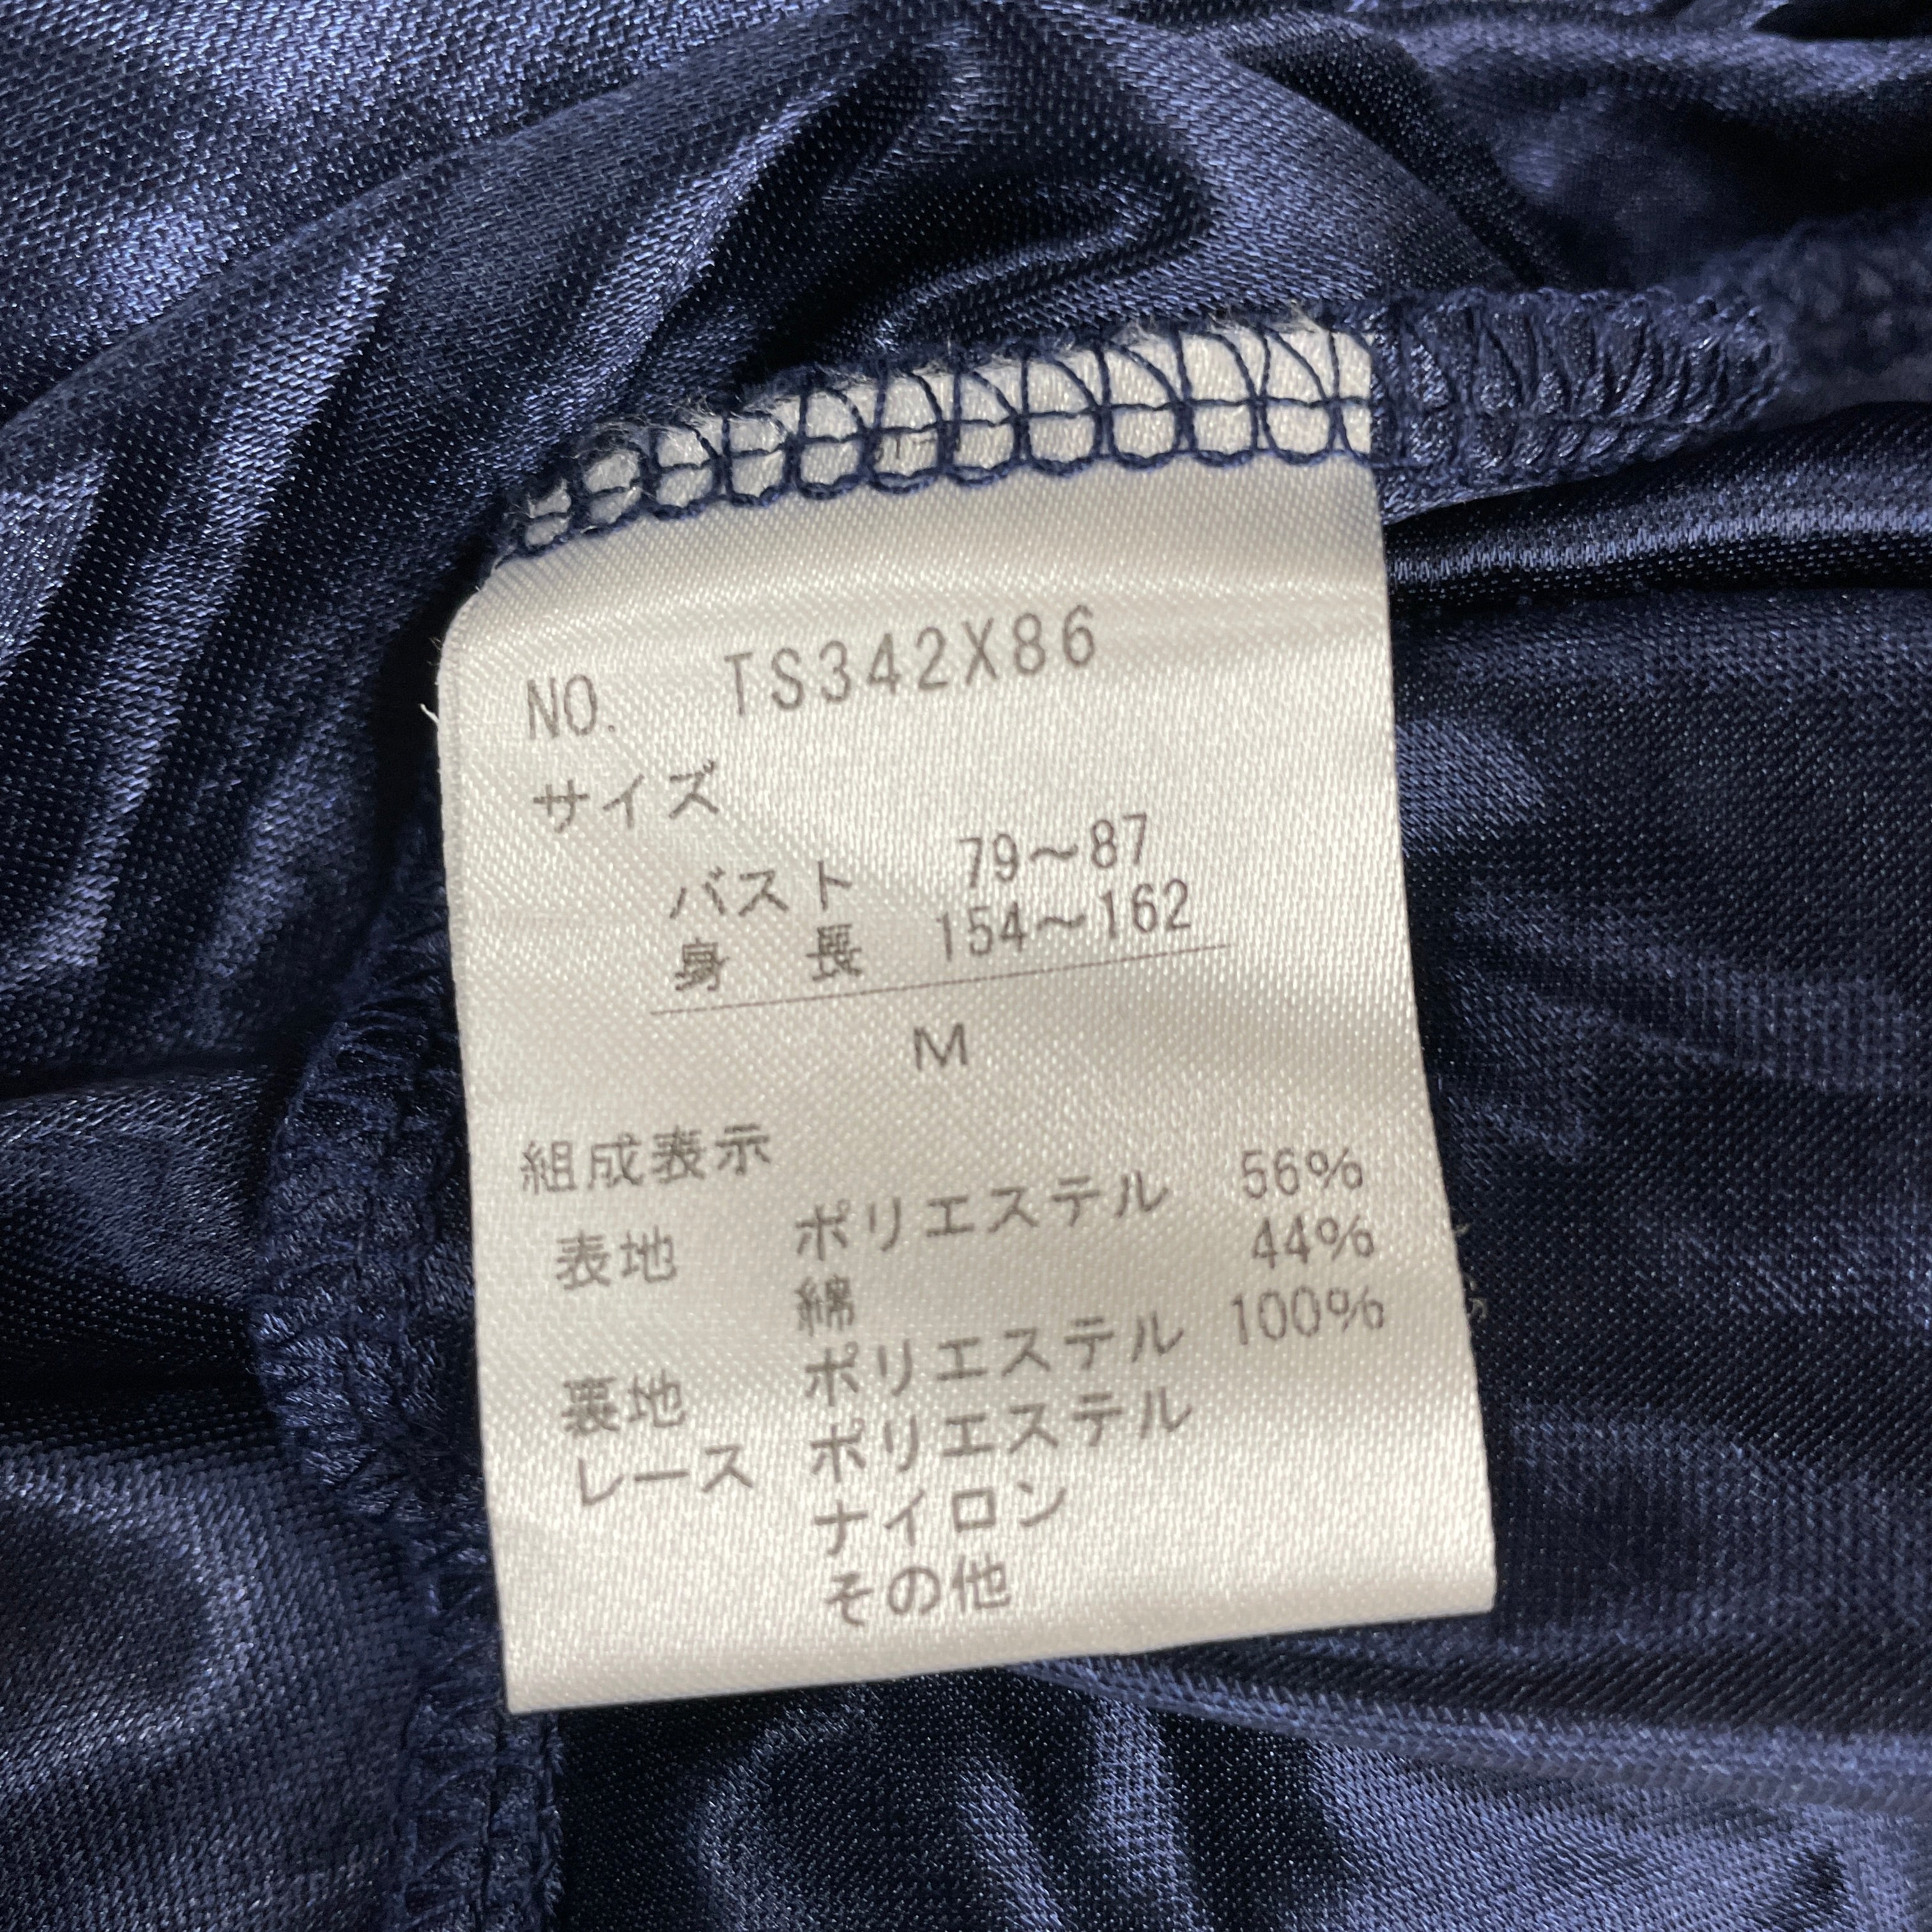 NO. TS342X86
サイズ
バスト 79～87
身長 154～162
M
組成表示
表地 ポリエステル 56%
綿 44%
裏地 ポリエステル 100%
レース ポリエステル
ナイロン
その他